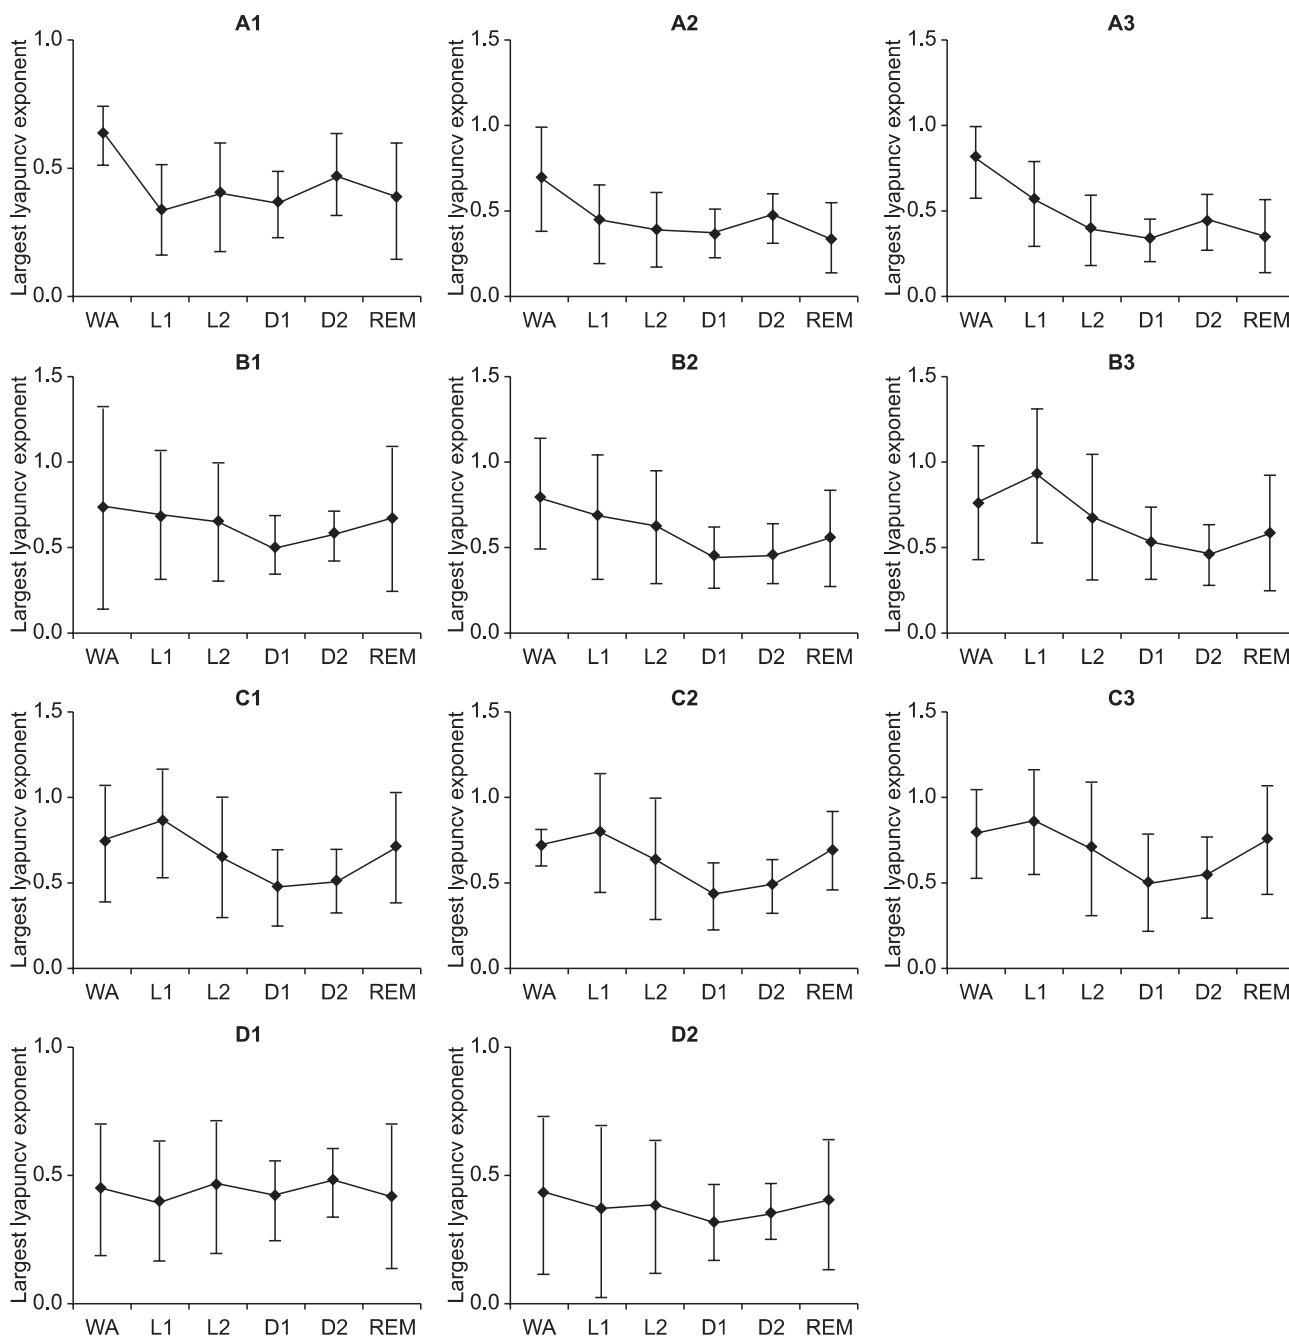 A1
Largest lyapuncv exponent
1.0
0.5
0.0
WA L1 L2 D1 D2 REM
A2
Largest lyapuncv exponent
1.5
1.0
0.5
0.0
WA L1 L2 D1 D2 REM
A3
Largest lyapuncv exponent
1.5
1.0
0.5
0.0
WA L1 L2 D1 D2 REM
B1
Largest lyapuncv exponent
1.5
1.0
0.5
0.0
WA L1 L2 D1 D2 REM
B2
Largest lyapuncv exponent
1.5
1.0
0.5
0.0
WA L1 L2 D1 D2 REM
B3
Largest lyapuncv exponent
1.5
1.0
0.5
0.0
WA L1 L2 D1 D2 REM
C1
Largest lyapuncv exponent
1.5
1.0
0.5
0.0
WA L1 L2 D1 D2 REM
C2
Largest lyapuncv exponent
1.5
1.0
0.5
0.0
WA L1 L2 D1 D2 REM
C3
Largest lyapuncv exponent
1.5
1.0
0.5
0.0
WA L1 L2 D1 D2 REM
D1
Largest lyapuncv exponent
1.0
0.5
0.0
WA L1 L2 D1 D2 REM
D2
Largest lyapuncv exponent
1.0
0.5
0.0
WA L1 L2 D1 D2 REM